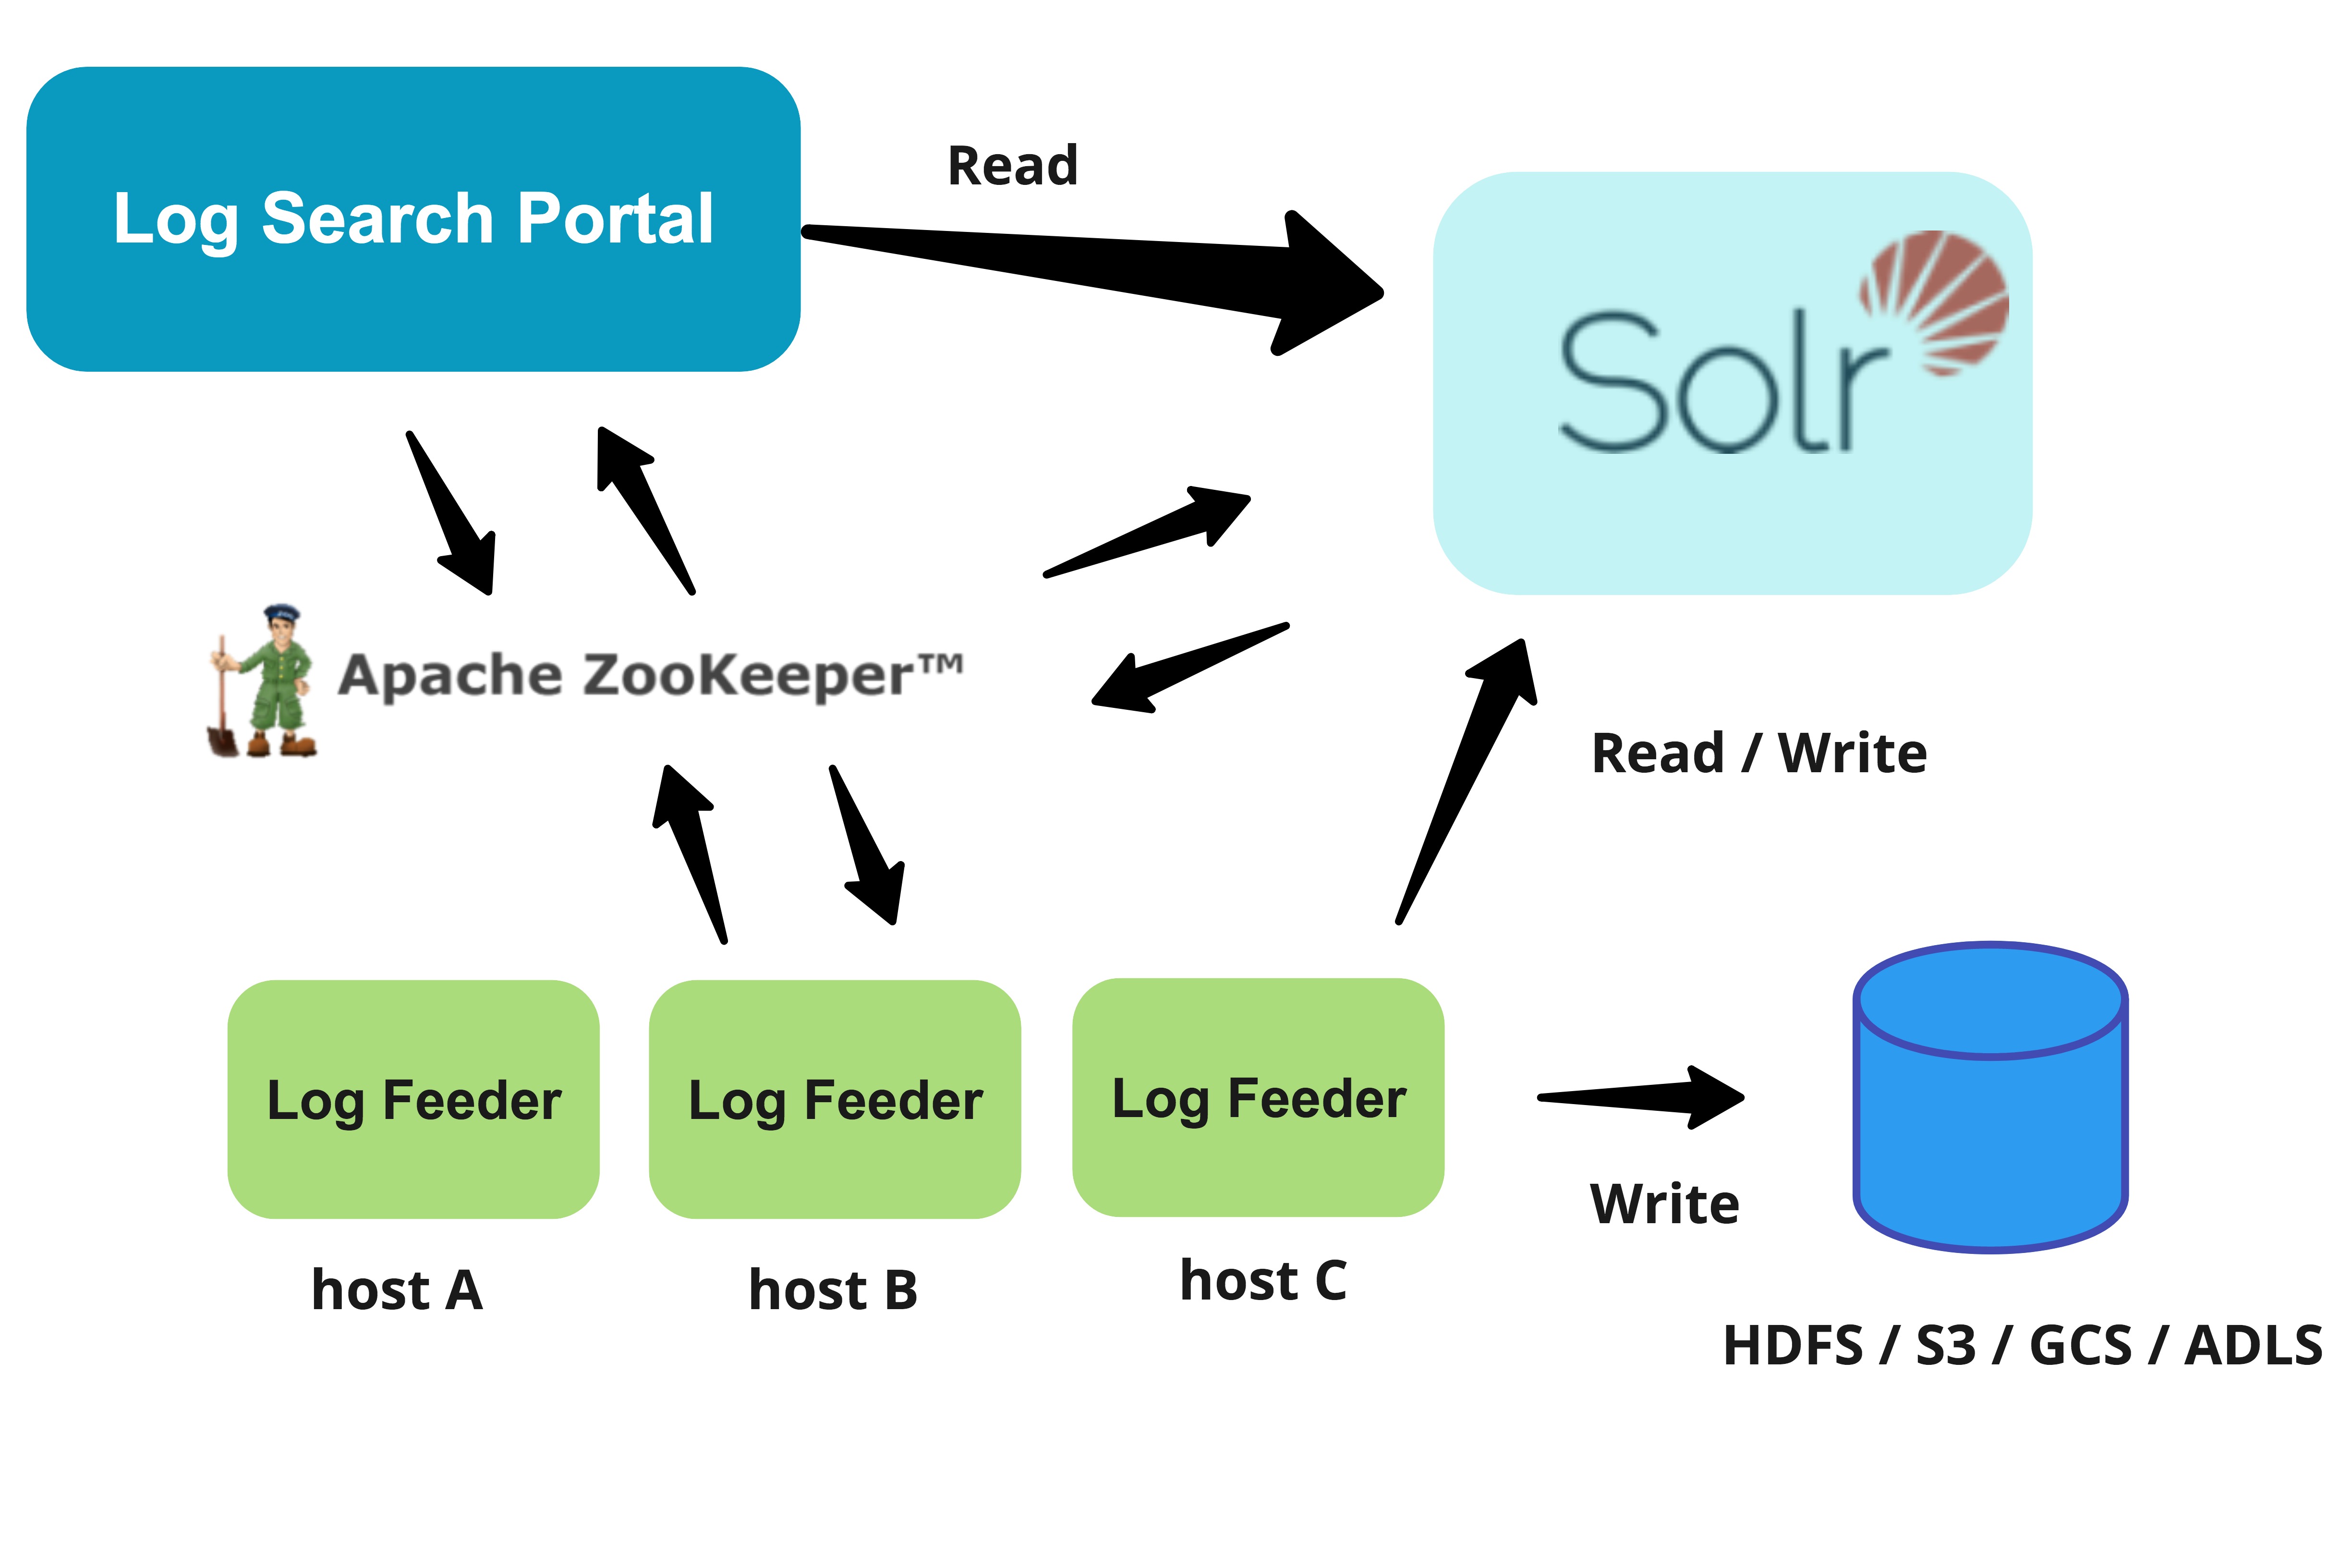 Log Search Portal
Read
Solr
Apache ZooKeeper™
Read / Write
Log Feeder
Log Feeder
Log Feeder
Write
host A
host B
host C
HDFS / S3 / GCS / ADLS